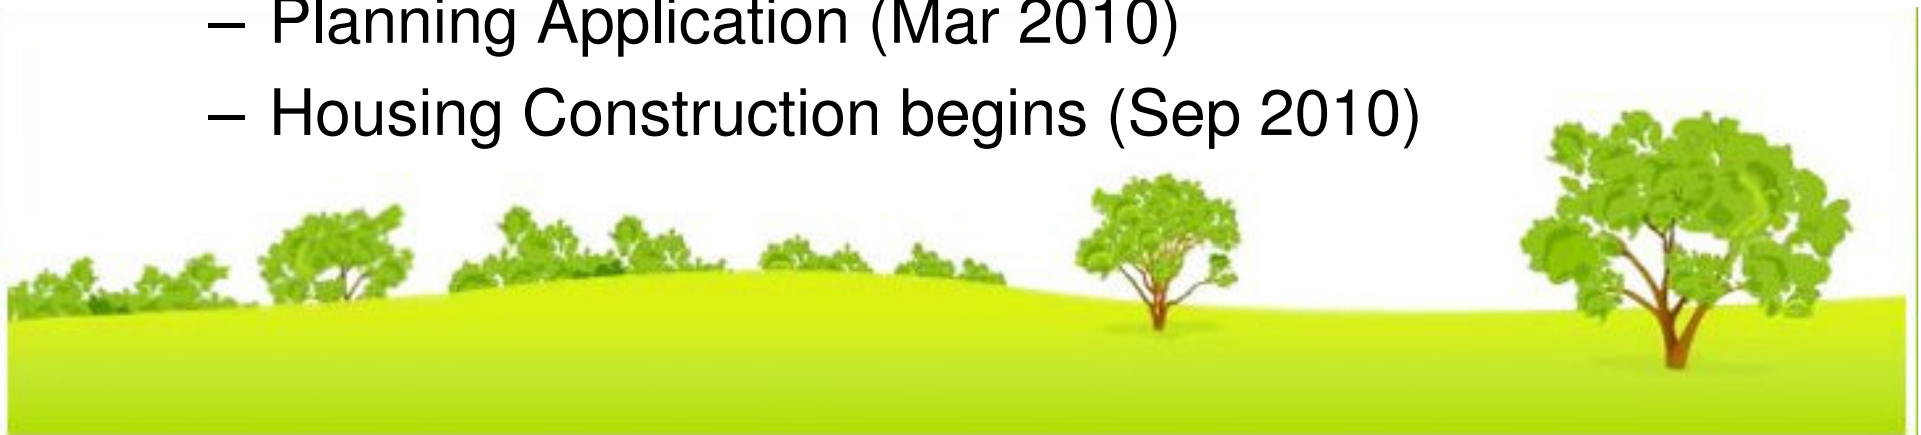 – Planning Application (Mar 2010)
– Housing Construction begins (Sep 2010)